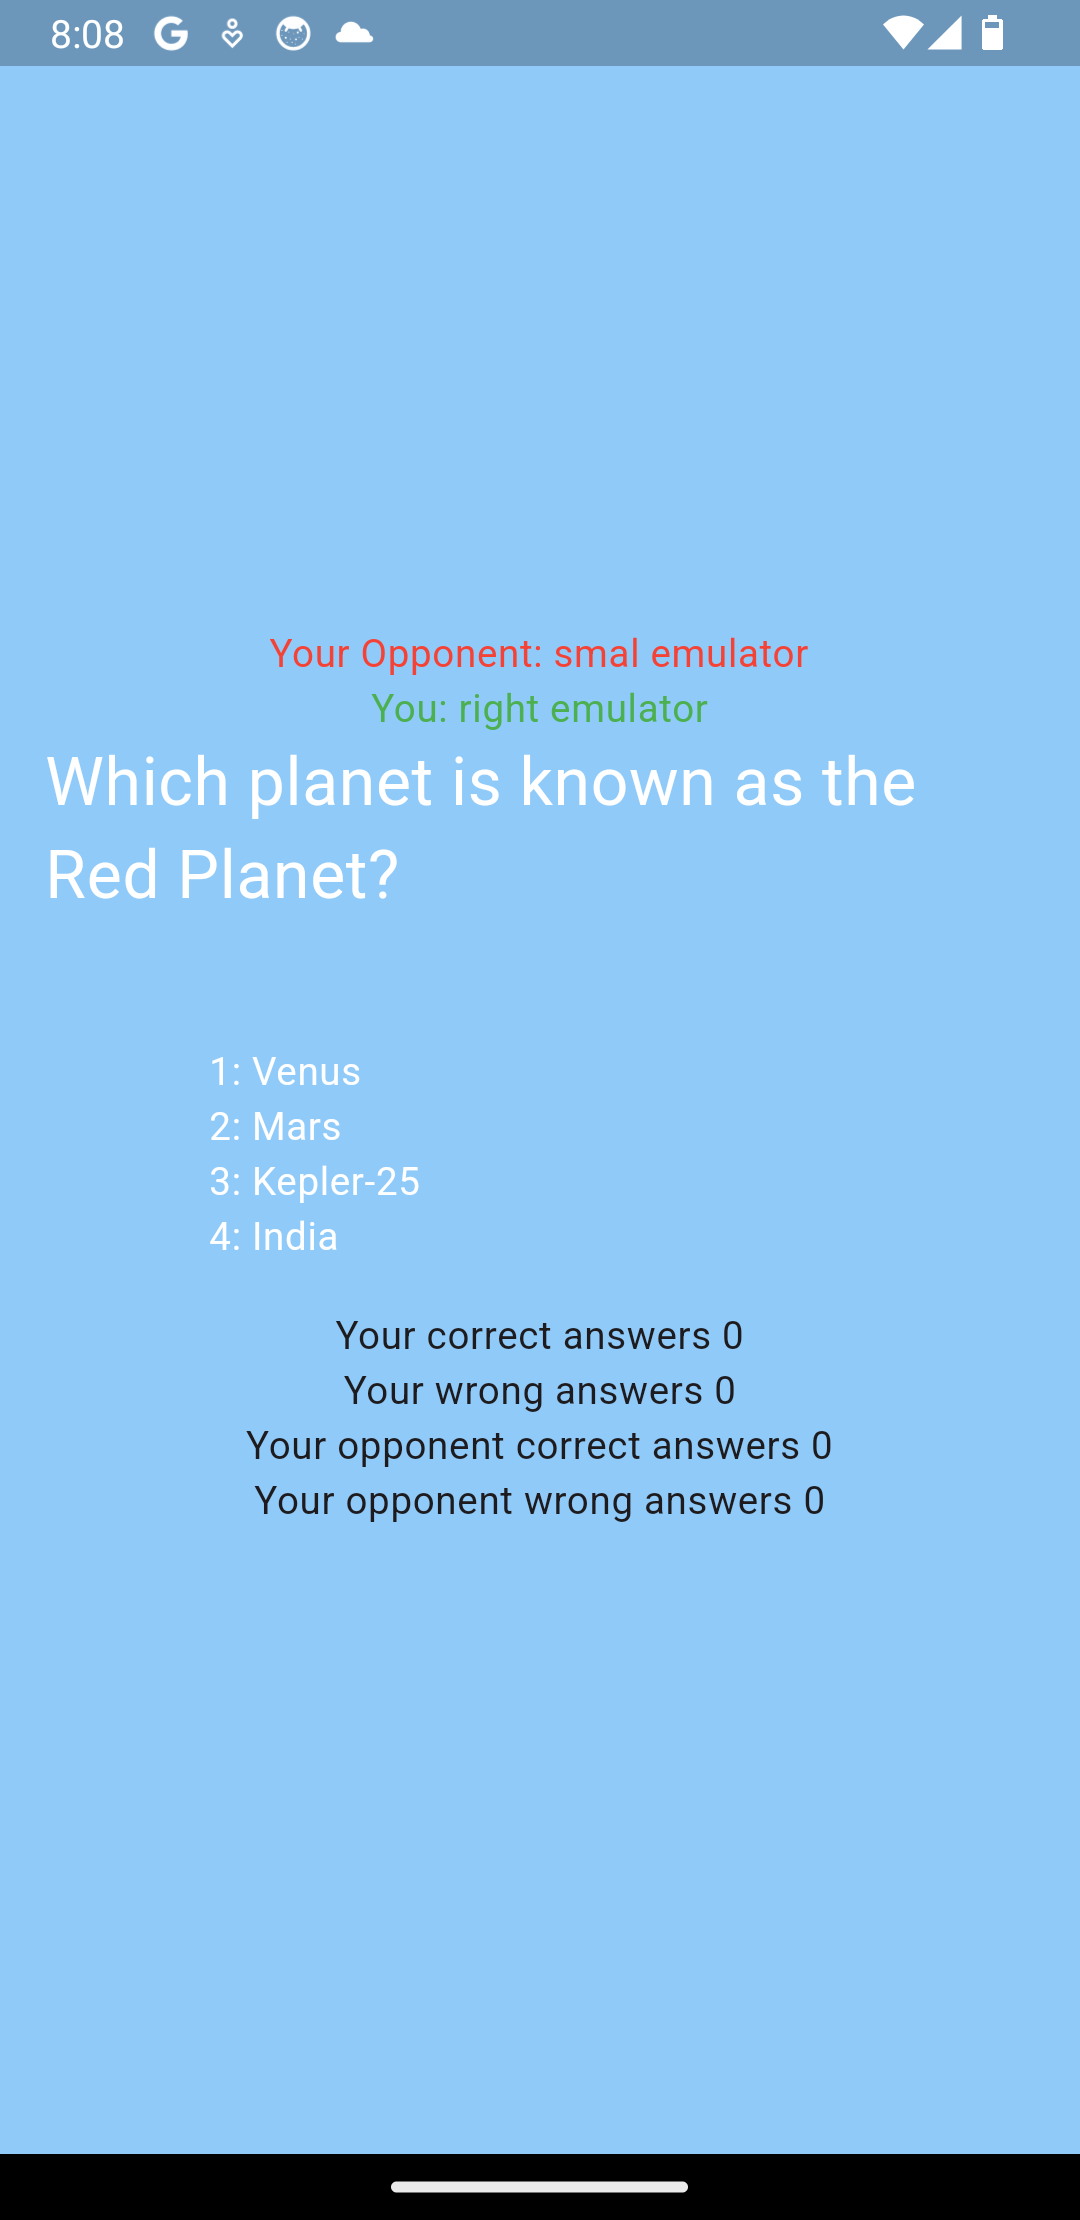 8:08
Your Opponent: smal emulator
You: right emulator
Which planet is known as the
Red Planet?
1: Venus
2: Mars
3: Kepler-25
4: India
Your correct answers 0
Your wrong answers 0
Your opponent correct answers 0
Your opponent wrong answers 0